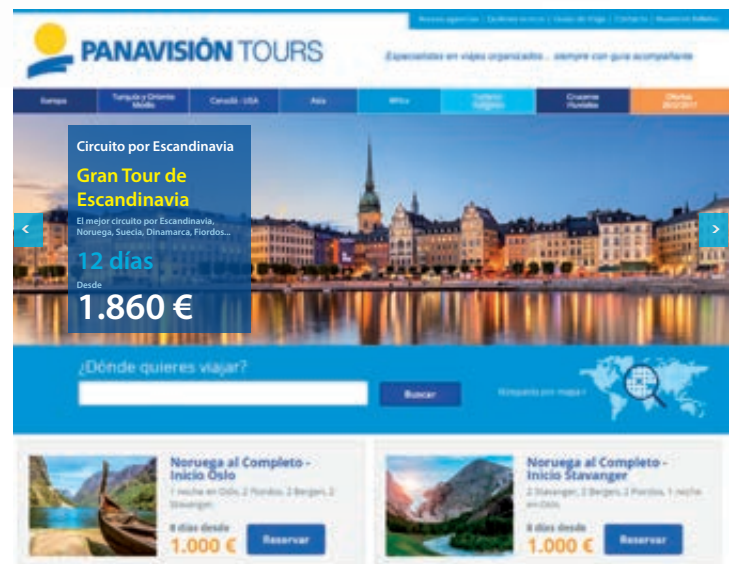 PANAVISIÓN TOURS
Especialistas en viajes organizados... siempre con guía acompañante
Europa
Turquía y Oriente
Medio
Canadá - USA
Asia
África
Cruceros
Fluviales
Ofertas
Circuito por Escandinavia
Gran Tour de
Escandinavia
El mejor circuito por Escandinavia,
Noruega, Suecia, Dinamarca, Fiordos...
12 días
Desde
1.860 €
<
>
¿Dónde quieres viajar?
Buscar
Búsqueda por mapa
Noruega al Completo -
Inicio Oslo
1 noche en Oslo, 2 Fiordos, 2 Bergen, 2
Stavanger.
8 días desde
1.000 €
Reservar
Noruega al Completo -
Inicio Stavanger
2 Stavanger, 2 Bergen, 2 Fiordos, 1 noche
en Oslo.
8 días desde
1.000 €
Reservar